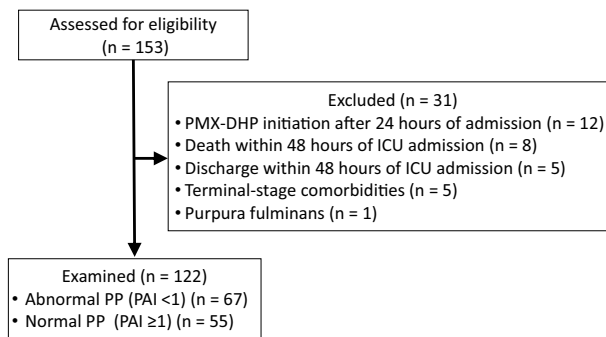 Assessed for eligibility
(n = 153)
Excluded (n = 31)
• PMX-DHP initiation after 24 hours of admission (n = 12)
• Death within 48 hours of ICU admission (n = 8)
• Discharge within 48 hours of ICU admission (n = 5)
• Terminal-stage comorbidities (n = 5)
• Purpura fulminans (n = 1)
Examined (n = 122)
• Abnormal PP (PAI <1) (n = 67)
• Normal PP (PAI ≥1) (n = 55)